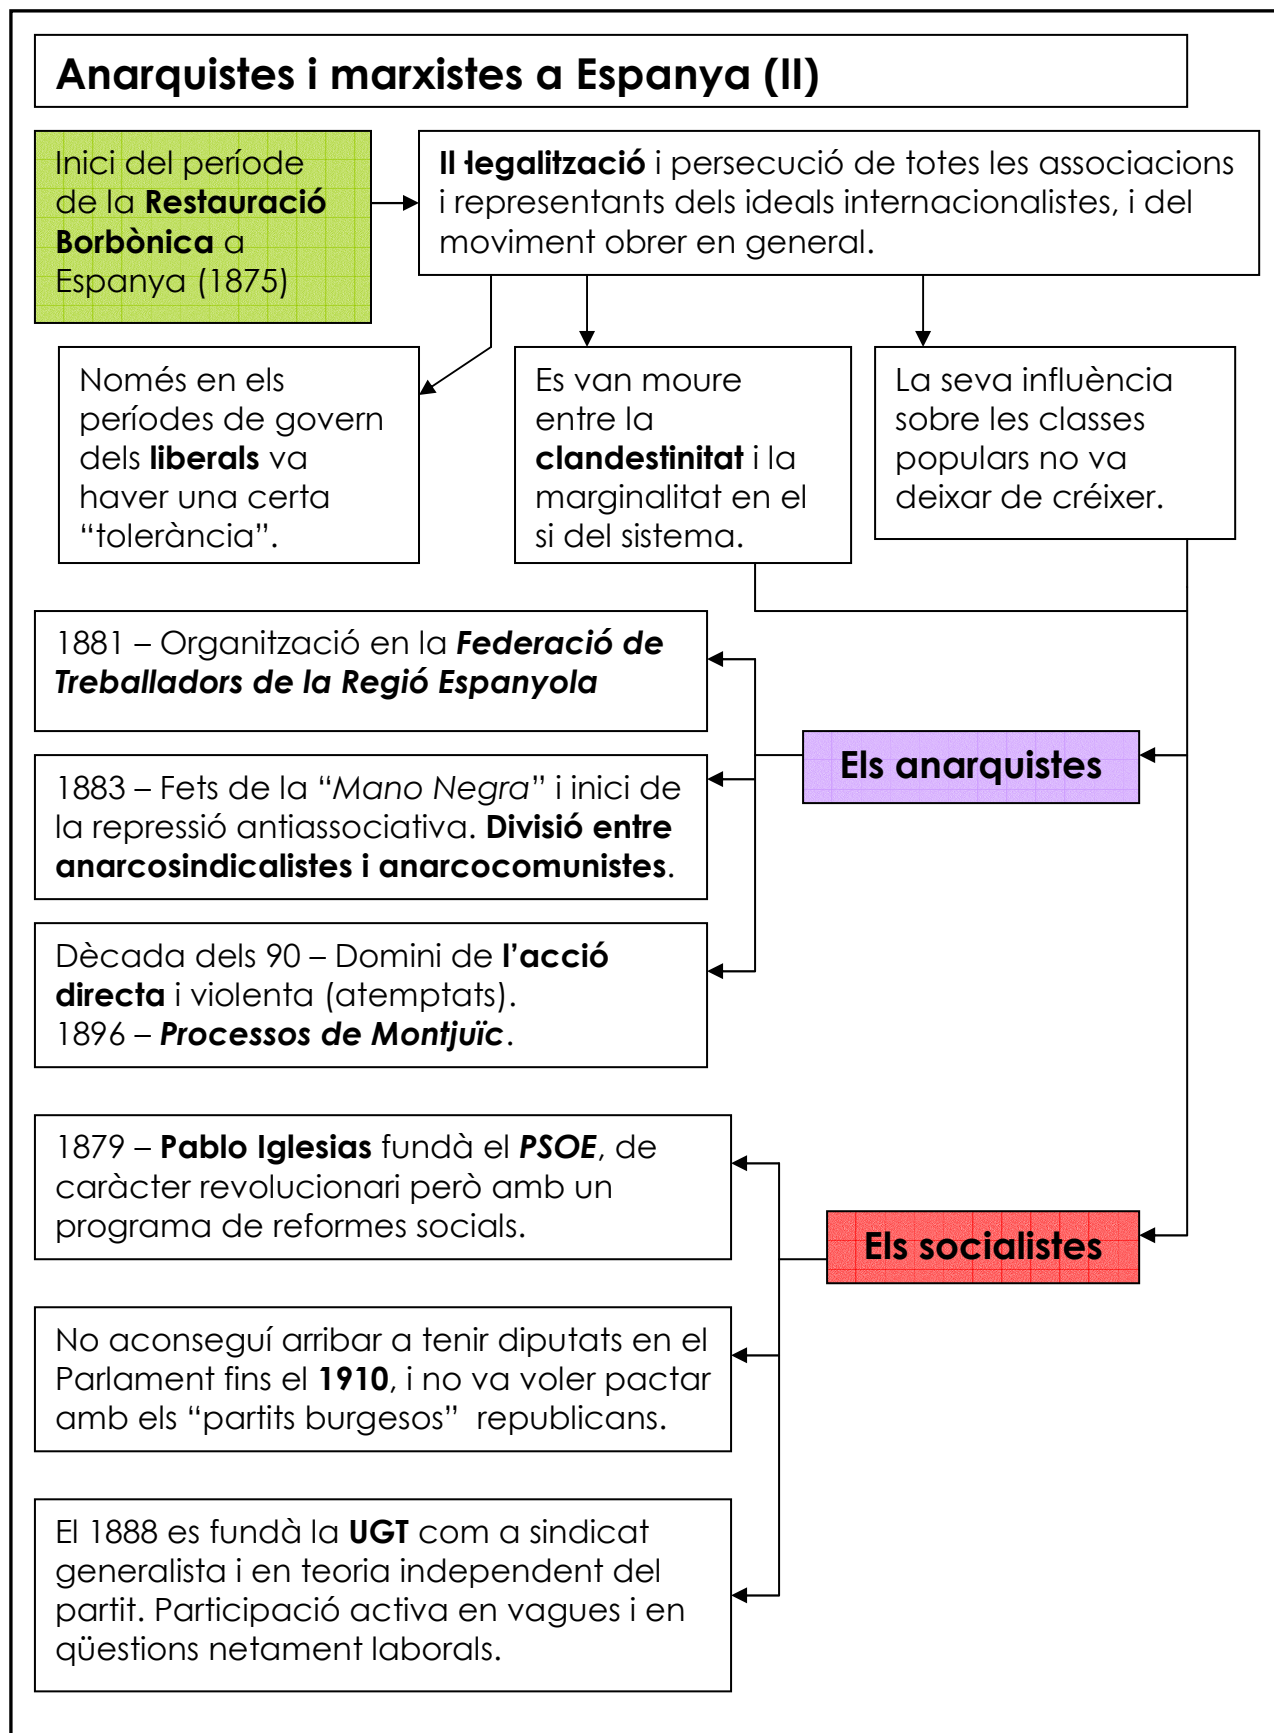 Anarquistes i marxistes a Espanya (II)
Inici del període
de la Restauració
Borbònica a
Espanya (1875)
Il·legalització i persecució de totes les associacions
i representants dels ideals internacionalistes, i del
moviment obrer en general.
Només en els
períodes de govern
dels liberals va
haver una certa
“tolerància”.
Es van moure
entre la
clandestinitat i la
marginalitat en el
si del sistema.
La seva influència
sobre les classes
populars no va
deixar de créixer.
1881 – Organització en la Federació de
Treballadors de la Regió Espanyola
Els anarquistes
1883 – Fets de la “Mano Negra” i inici de
la repressió antiassociativa. Divisió entre
anarcosindicalistes i anarcocomunistes.
Dècada dels 90 – Domini de l’acció
directa i violenta (atemptats).
1896 – Processos de Montjuïc.
1879 – Pablo Iglesias fundà el PSOE, de
caràcter revolucionari però amb un
programa de reformes socials.
Els socialistes
No aconseguí arribar a tenir diputats en el
Parlament fins el 1910, i no va voler pactar
amb els “partits burgesos” republicans.
El 1888 es fundà la UGT com a sindicat
generalista i en teoria independent del
partit. Participació activa en vagues i en
qüestions netament laborals.